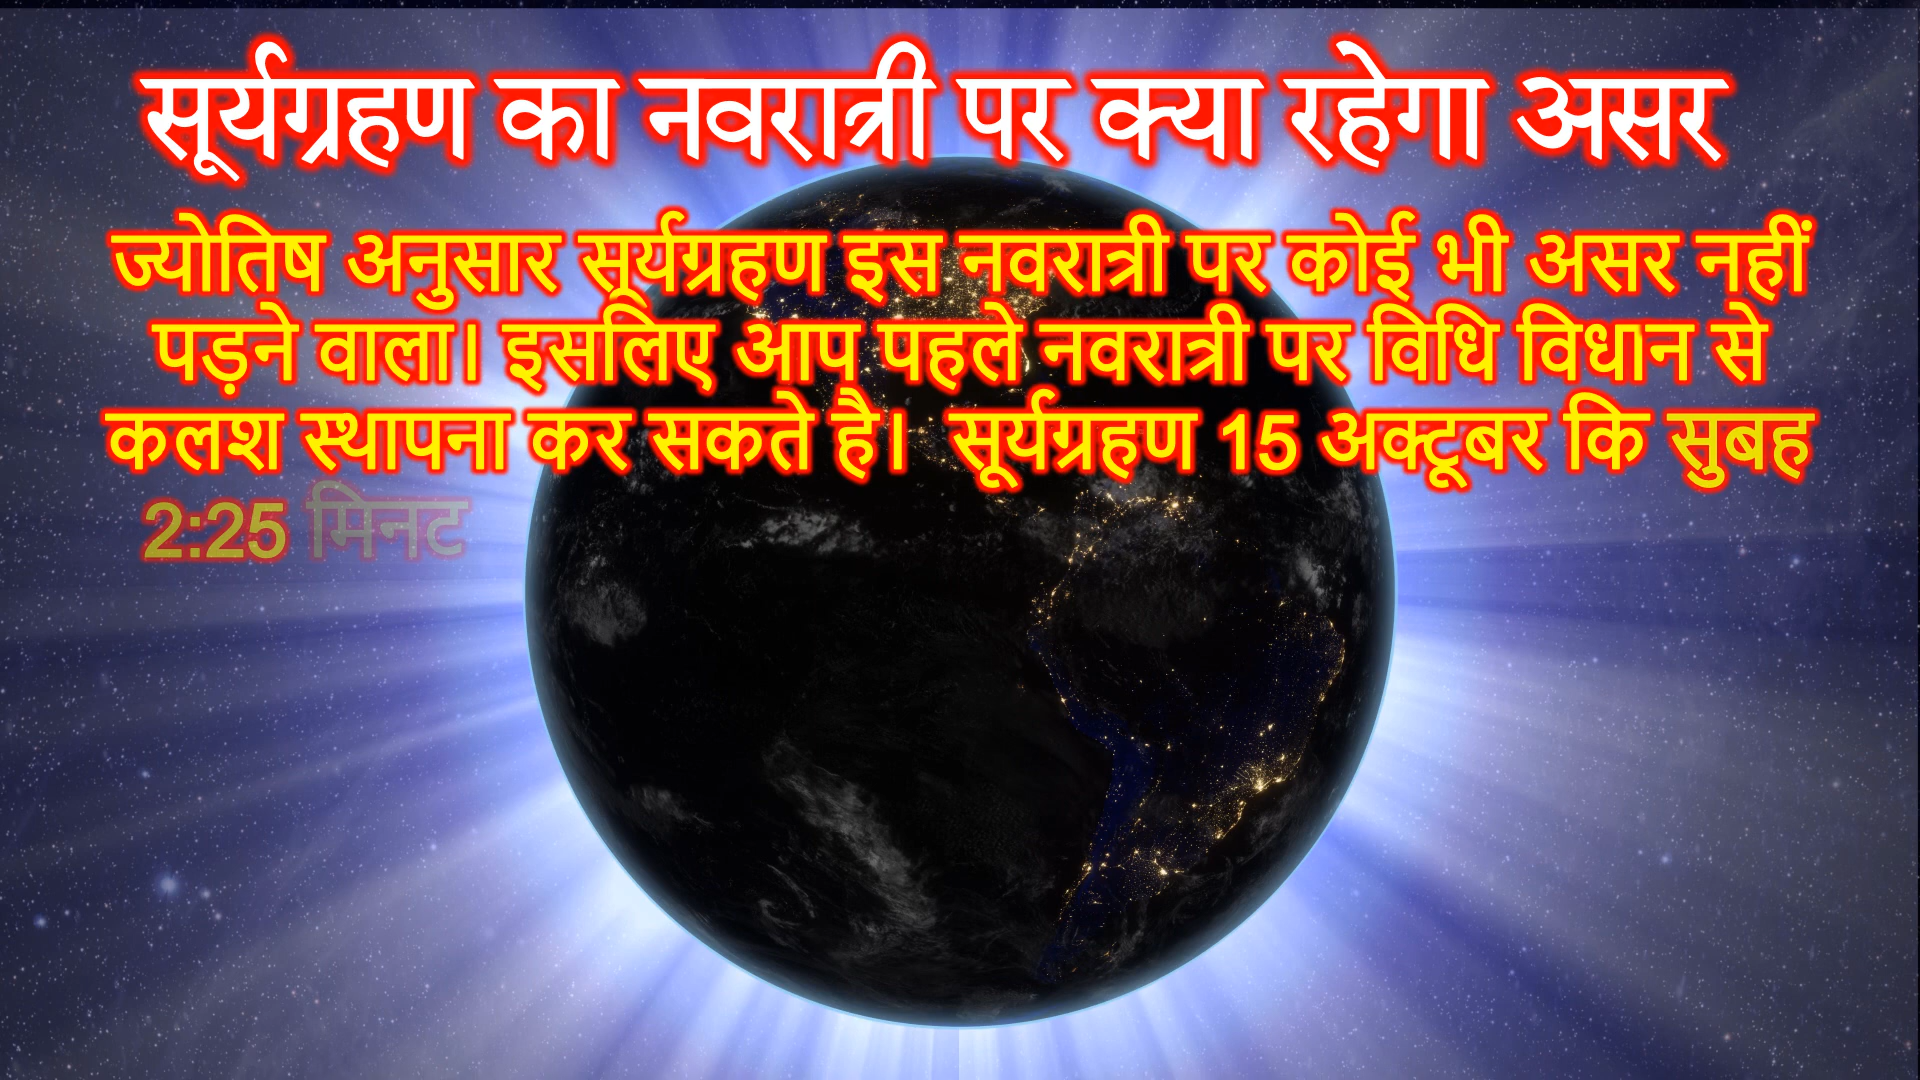 सूर्यग्रहण का नवरात्री पर क्या रहेगा असर
ज्योतिष अनुसार सूर्यग्रहण इस नवरात्री पर कोई भी असर नहीं
पड़ने वाला। इसलिए आप पहले नवरात्री पर विधि विधान से
कलश स्थापना कर सकते है। सूर्यग्रहण 15 अक्टूबर कि सुबह
2:25 मिनट